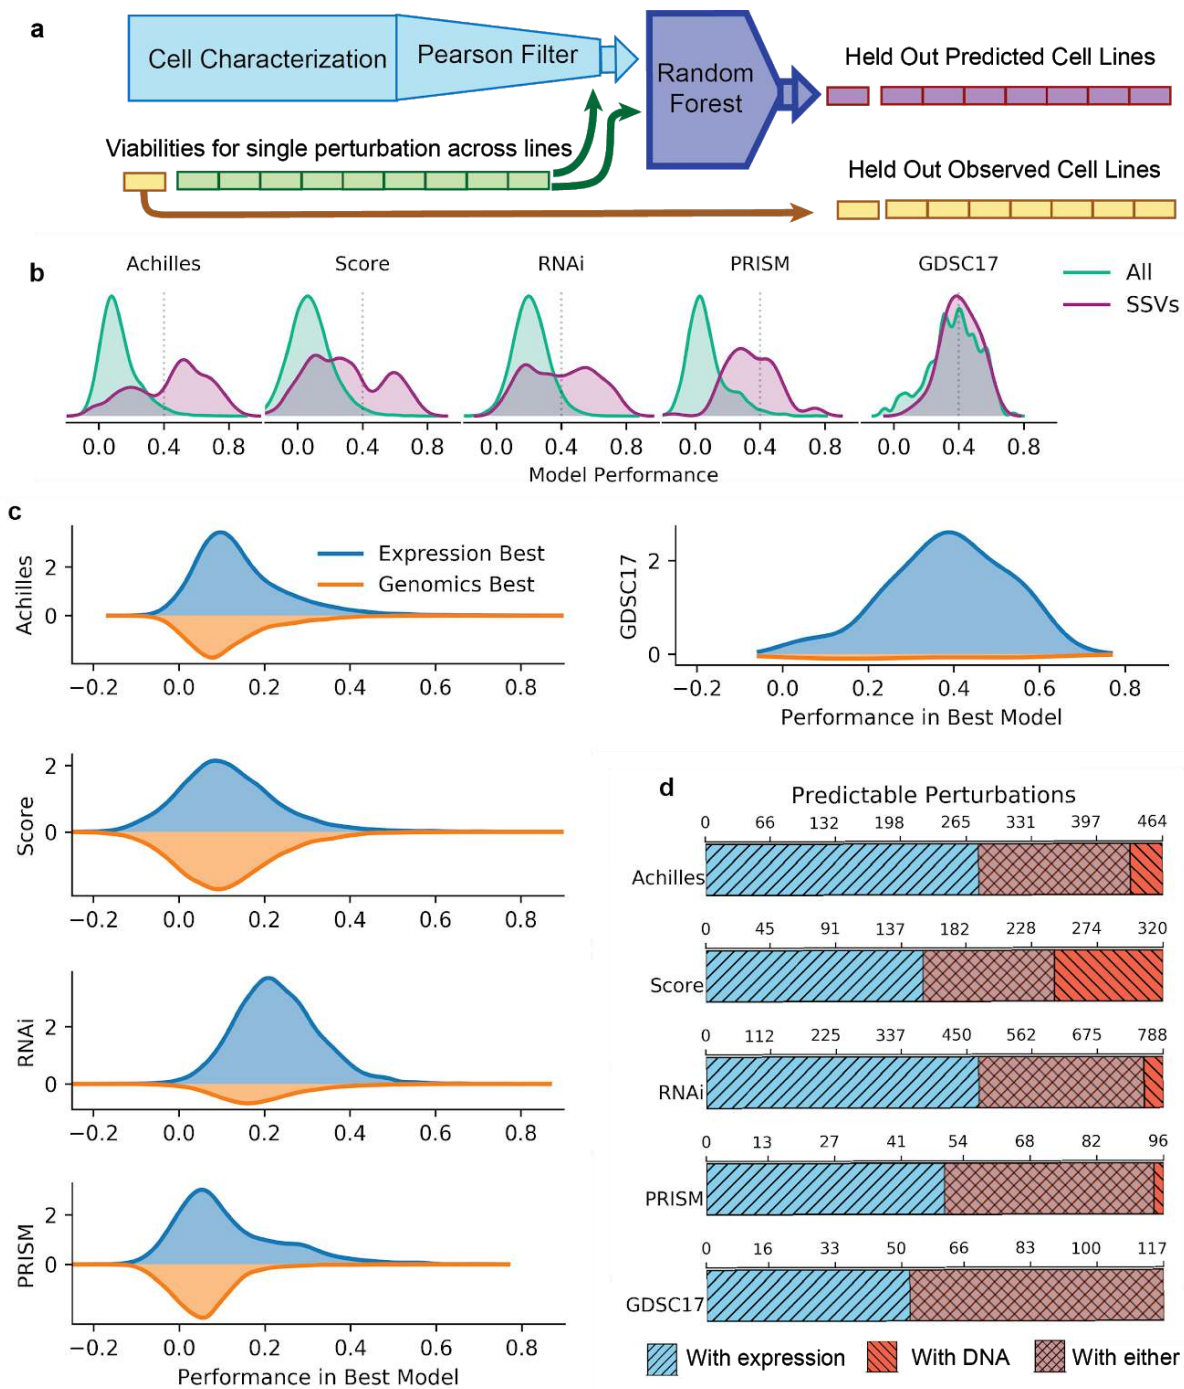 a
Cell Characterization
Pearson Filter
Random
Forest
Held Out Predicted Cell Lines
Viabilities for single perturbation across lines
Held Out Observed Cell Lines
b
Achilles
Score
RNAi
PRISM
GDSC17
All
SSVs
0.0 0.4 0.8
0.0 0.4 0.8
0.0 0.4 0.8
0.0 0.4 0.8
0.0 0.4 0.8
Model Performance
c
Achilles
2
0
Expression Best
Genomics Best
−0.2 0.0 0.2 0.4 0.6 0.8
GDSC17
2
0
−0.2 0.0 0.2 0.4 0.6 0.8
Performance in Best Model
Score
2
0
−0.2 0.0 0.2 0.4 0.6 0.8
RNAi
2
0
−0.2 0.0 0.2 0.4 0.6 0.8
PRISM
2
0
−0.2 0.0 0.2 0.4 0.6 0.8
Performance in Best Model
d
Predictable Perturbations
0 66 132 198 265 331 397 464
Achilles
0 45 91 137 182 228 274 320
Score
0 112 225 337 450 562 675 788
RNAi
0 13 27 41 54 68 82 96
PRISM
0 16 33 50 66 83 100 117
GDSC17
With expression
With DNA
With either